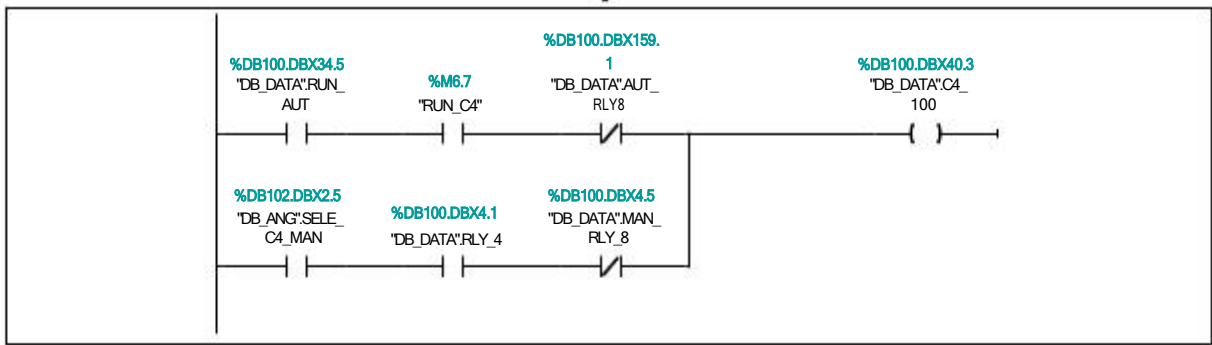 %DB100.DBX34.5
"DB_DATA".RUN_
AUT
%M6.7
"RUN_C4"
%DB100.DBX159.
1
"DB_DATA".AUT_
RLY8
%DB100.DBX40.3
"DB_DATA".C4_
100
%DB102.DBX2.5
"DB_ANG".SELE_
C4_MAN
%DB100.DBX4.1
"DB_DATA".RLY_4
%DB100.DBX4.5
"DB_DATA".MAN_
RLY_8